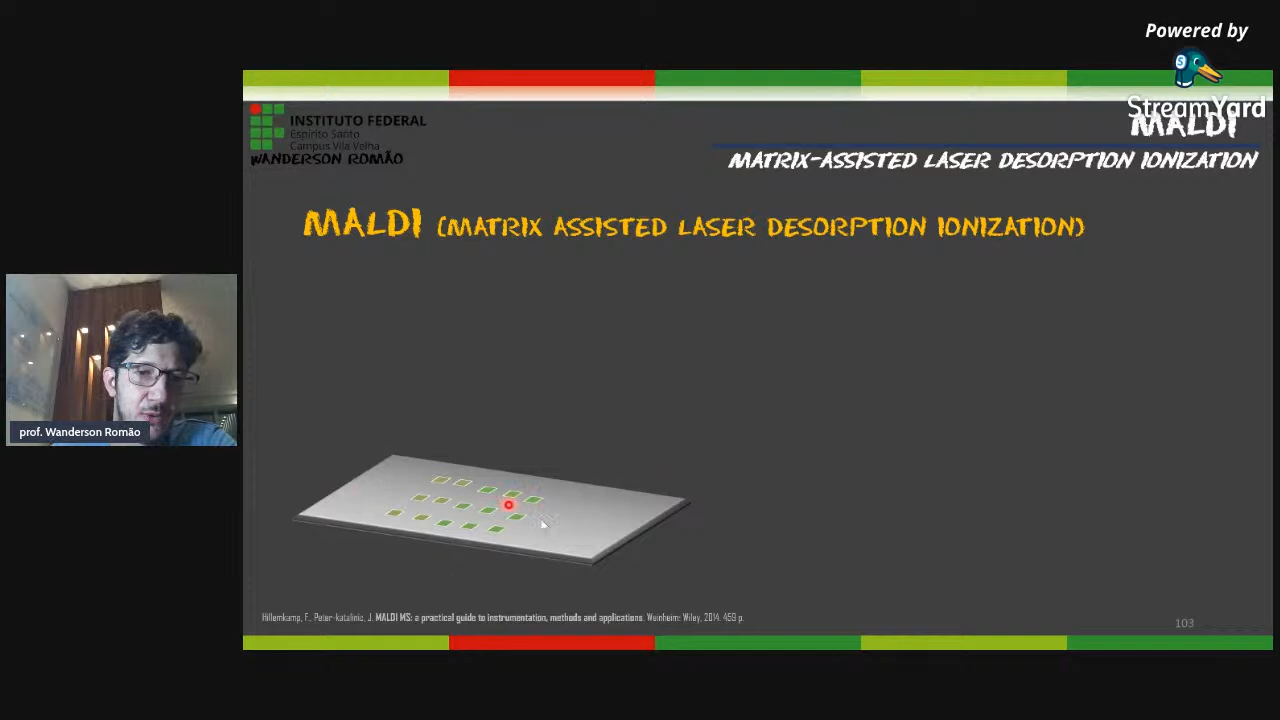 Powered by
StreamYard
INSTITUTO FEDERAL
Espírito Santo
Campus Vila Velha
WANDERSON ROMÃO
MALDI
MATRIX-ASSISTED LASER DESORPTION IONIZATION
MALDI (MATRIX ASSISTED LASER DESORPTION IONIZATION)
prof. Wanderson Romão
Hillemkamp, F., Peter-katalinic, J. MALDI MS: a practical guide to instrumentation, methods and applications. Weinheim: Wiley, 2014. 459 p.
103